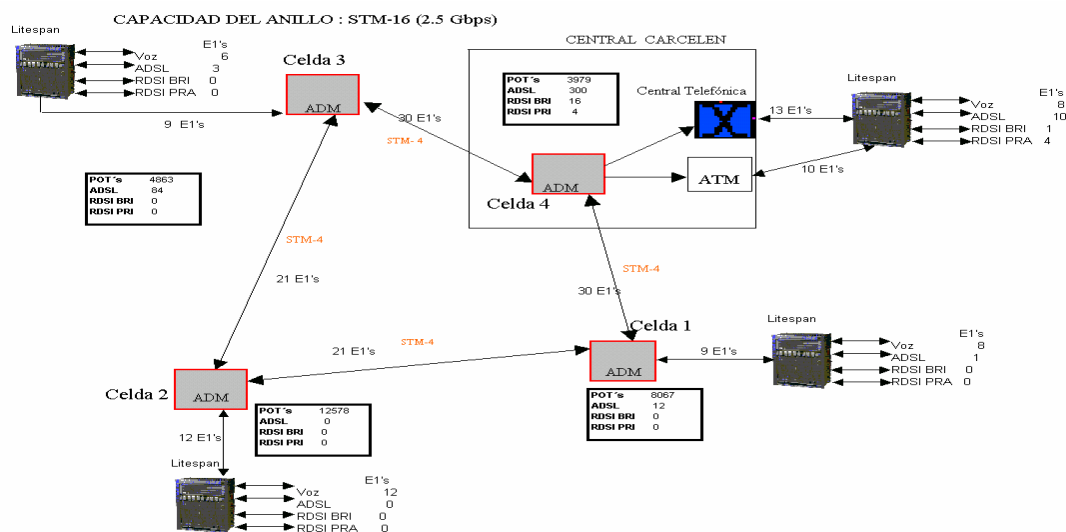 CAPACIDAD DEL ANILLO : STM-16 (2.5 Gbps)
Litespan
E1's
Voz 6
ADSL 3
RDSI BRI 0
RDSI PRA 0
9 E1's
Celda 3
ADM
30 E1's
STM- 4
CENTRAL CARCELEN
POT´s 3979
ADSL 300
RDSI BRI 16
RDSI PRI 4
Central Telefónica
ATM
ADM
Celda 4
13 E1's
10 E1's
Litespan
E1's
Voz 8
ADSL 10
RDSI BRI 1
RDSI PRA 4
POT´s 4863
ADSL 84
RDSI BRI 0
RDSI PRI 0
STM-4
21 E1's
STM-4
30 E1's
Celda 1
ADM
9 E1's
Litespan
E1's
Voz 8
ADSL 1
RDSI BRI 0
RDSI PRA 0
21 E1's
STM-4
Celda 2
ADM
POT´s 12578
ADSL 0
RDSI BRI 0
RDSI PRI 0
POT´s 8067
ADSL 12
RDSI BRI 0
RDSI PRI 0
12 E1's
Litespan
E1's
Voz 12
ADSL 0
RDSI BRI 0
RDSI PRA 0